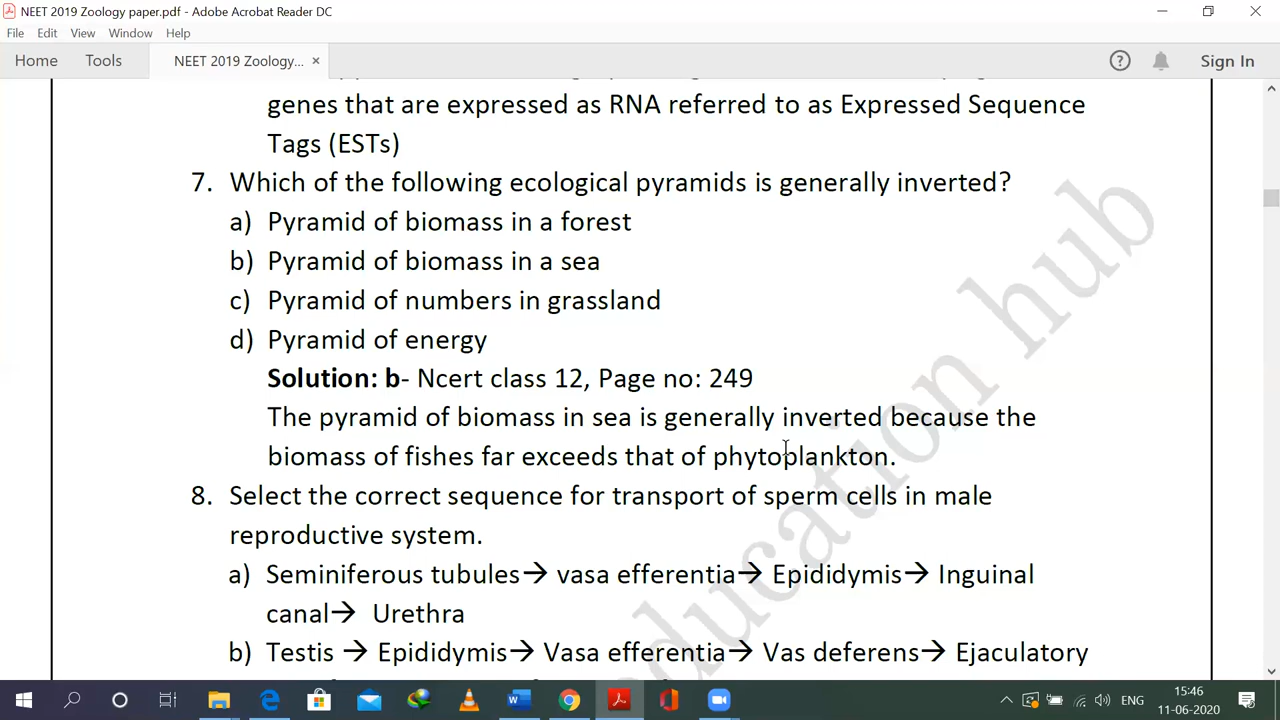 NEET 2019 Zoology paper.pdf - Adobe Acrobat Reader DC
File Edit View Window Help
Home Tools NEET 2019 Zoology... × Sign In
genes that are expressed as RNA referred to as Expressed Sequence
Tags (ESTs)
7. Which of the following ecological pyramids is generally inverted?
a) Pyramid of biomass in a forest
b) Pyramid of biomass in a sea
c) Pyramid of numbers in grassland
d) Pyramid of energy
Solution: b- Ncert class 12, Page no: 249
The pyramid of biomass in sea is generally inverted because the
biomass of fishes far exceeds that of phytoplankton.
8. Select the correct sequence for transport of sperm cells in male
reproductive system.
a) Seminiferous tubules→ vasa efferentia→ Epididymis→ Inguinal
canal→ Urethra
b) Testis → Epididymis→ Vasa efferentia→ Vas deferens→ Ejaculatory
education hub
ENG
15:46
11-06-2020